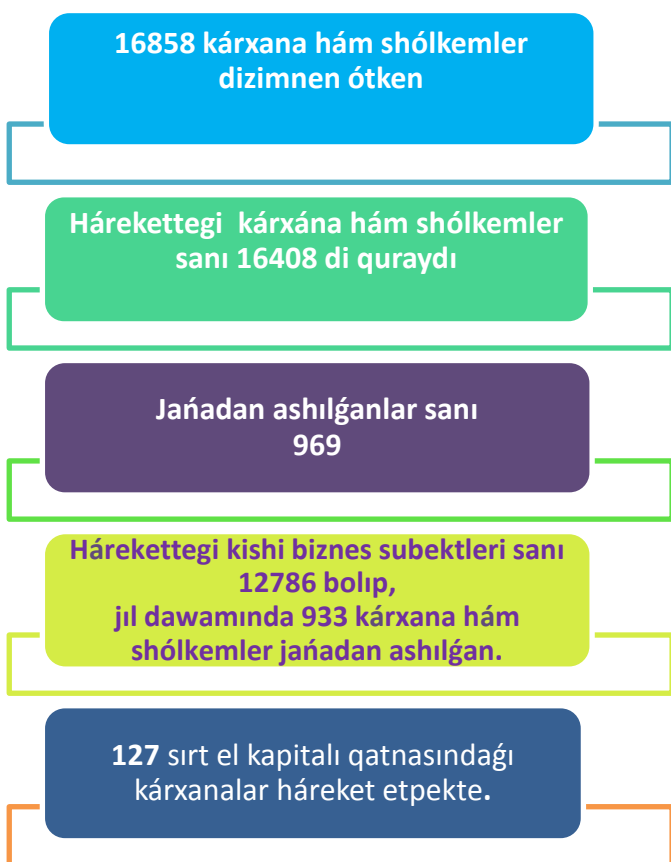 16858 kárxana hám shólkemler
dizimnen ótken
Hárekettegi kárxána hám shólkemler
sanı 16408 di quraydı
Jańadan ashılǵanlar sanı
969
Hárekettegi kishi biznes subektleri sanı
12786 bolıp,
jıl dawamında 933 kárxana hám
shólkemler jańadan ashılǵan.
127 sırt el kapitalı qatnasındaǵı
kárxanalar háreket etpekte.